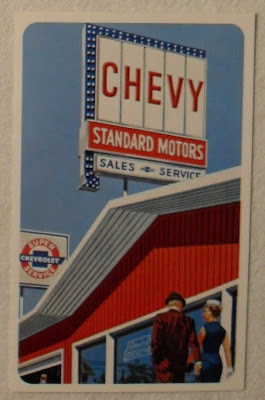 CHEVY
STANDARD MOTORS
SALES SERVICE
SUPER
CHEVROLET
SERVICE